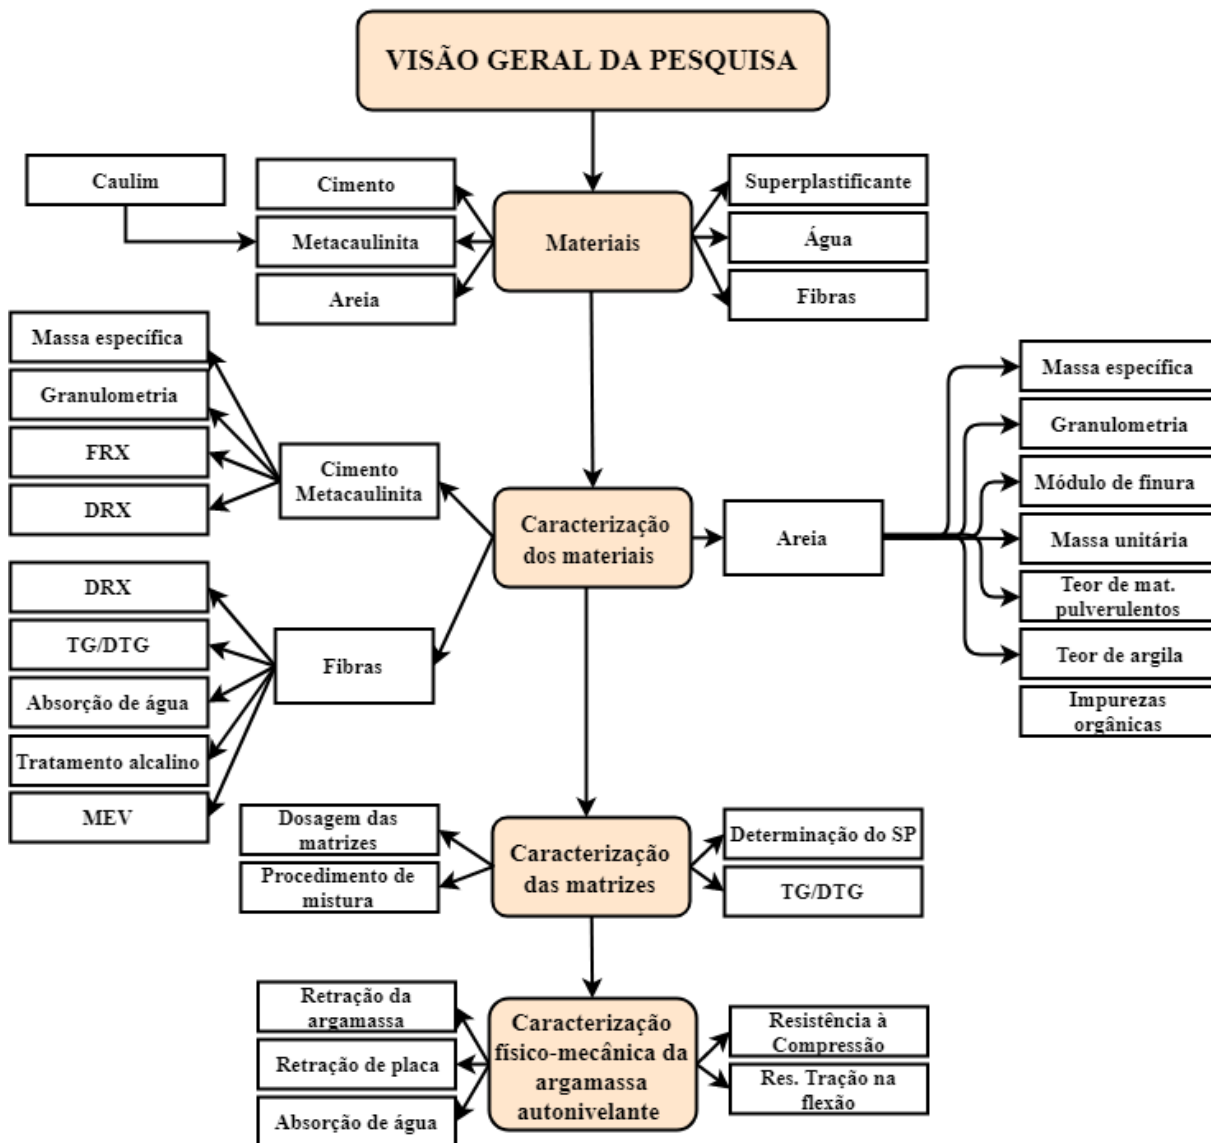 VISÃO GERAL DA PESQUISA
Caulim
Cimento
Metacaulinita
Areia
Materiais
Superplastificante
Água
Fibras
Massa específica
Granulometria
FRX
DRX
Cimento
Metacaulinita
DRX
TG/DTG
Absorção de água
Tratamento alcalino
MEV
Fibras
Caracterização
dos materiais
Areia
Massa específica
Granulometria
Módulo de finura
Massa unitária
Teor de mat.
pulverulentos
Teor de argila
Impurezas
orgânicas
Dosagem das
matrizes
Procedimento de
mistura
Caracterização
das matrizes
Determinação do SP
TG/DTG
Retração da
argamassa
Retração de placa
Absorção de água
Caracterização
físico-mecânica da
argamassa
autonivelante
Resistência à
Compressão
Res. Tração na
flexão